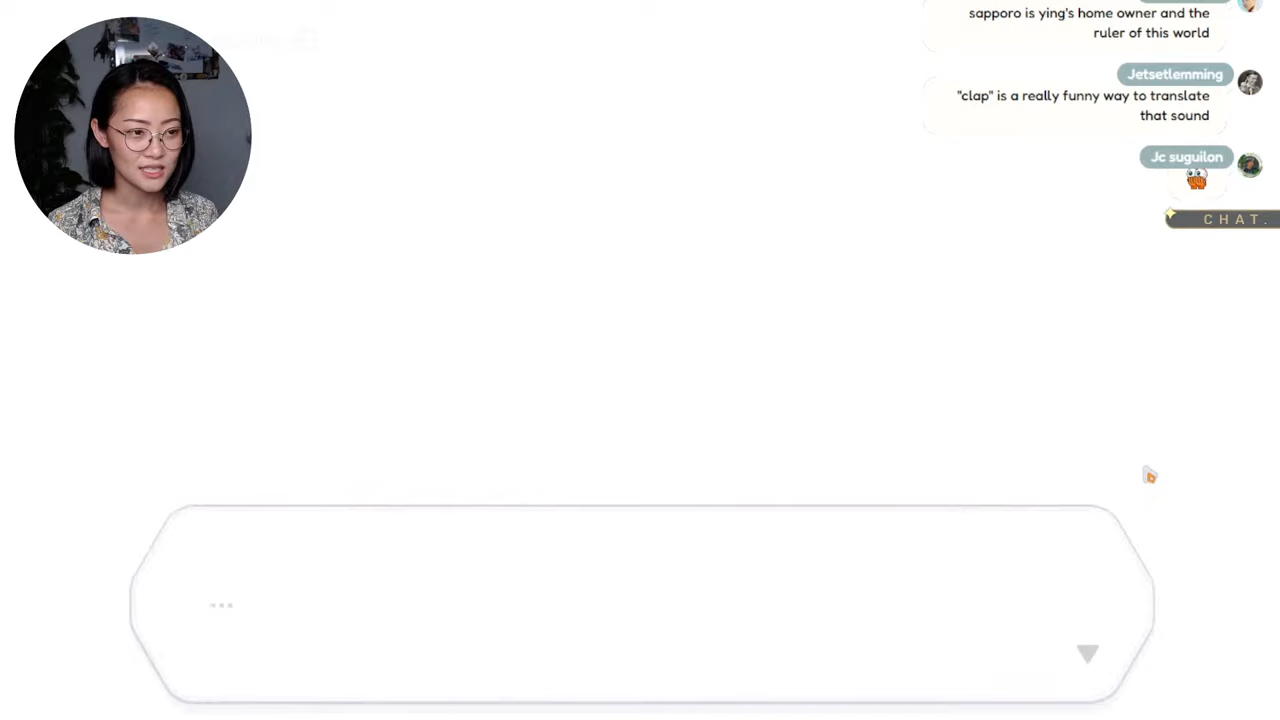 sapporo is ying's home owner and the
ruler of this world
Jetsetlemming
"clap" is a really funny way to translate
that sound
Jc suguilon
CHAT.
...